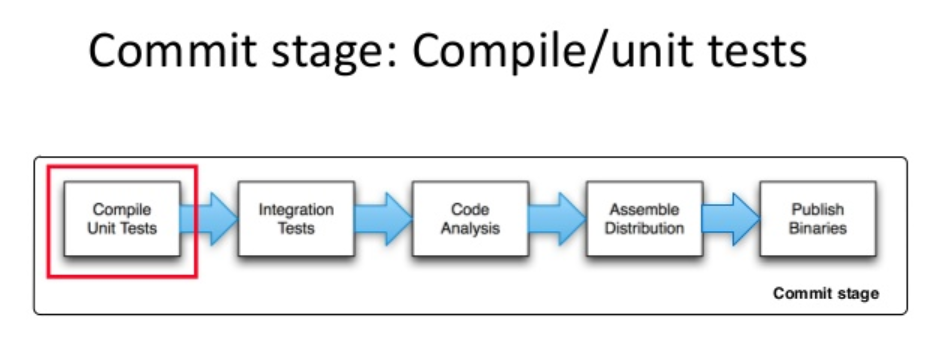 Commit stage: Compile/unit tests
Compile
Unit Tests
Integration
Tests
Code
Analysis
Assemble
Distribution
Publish
Binaries
Commit stage